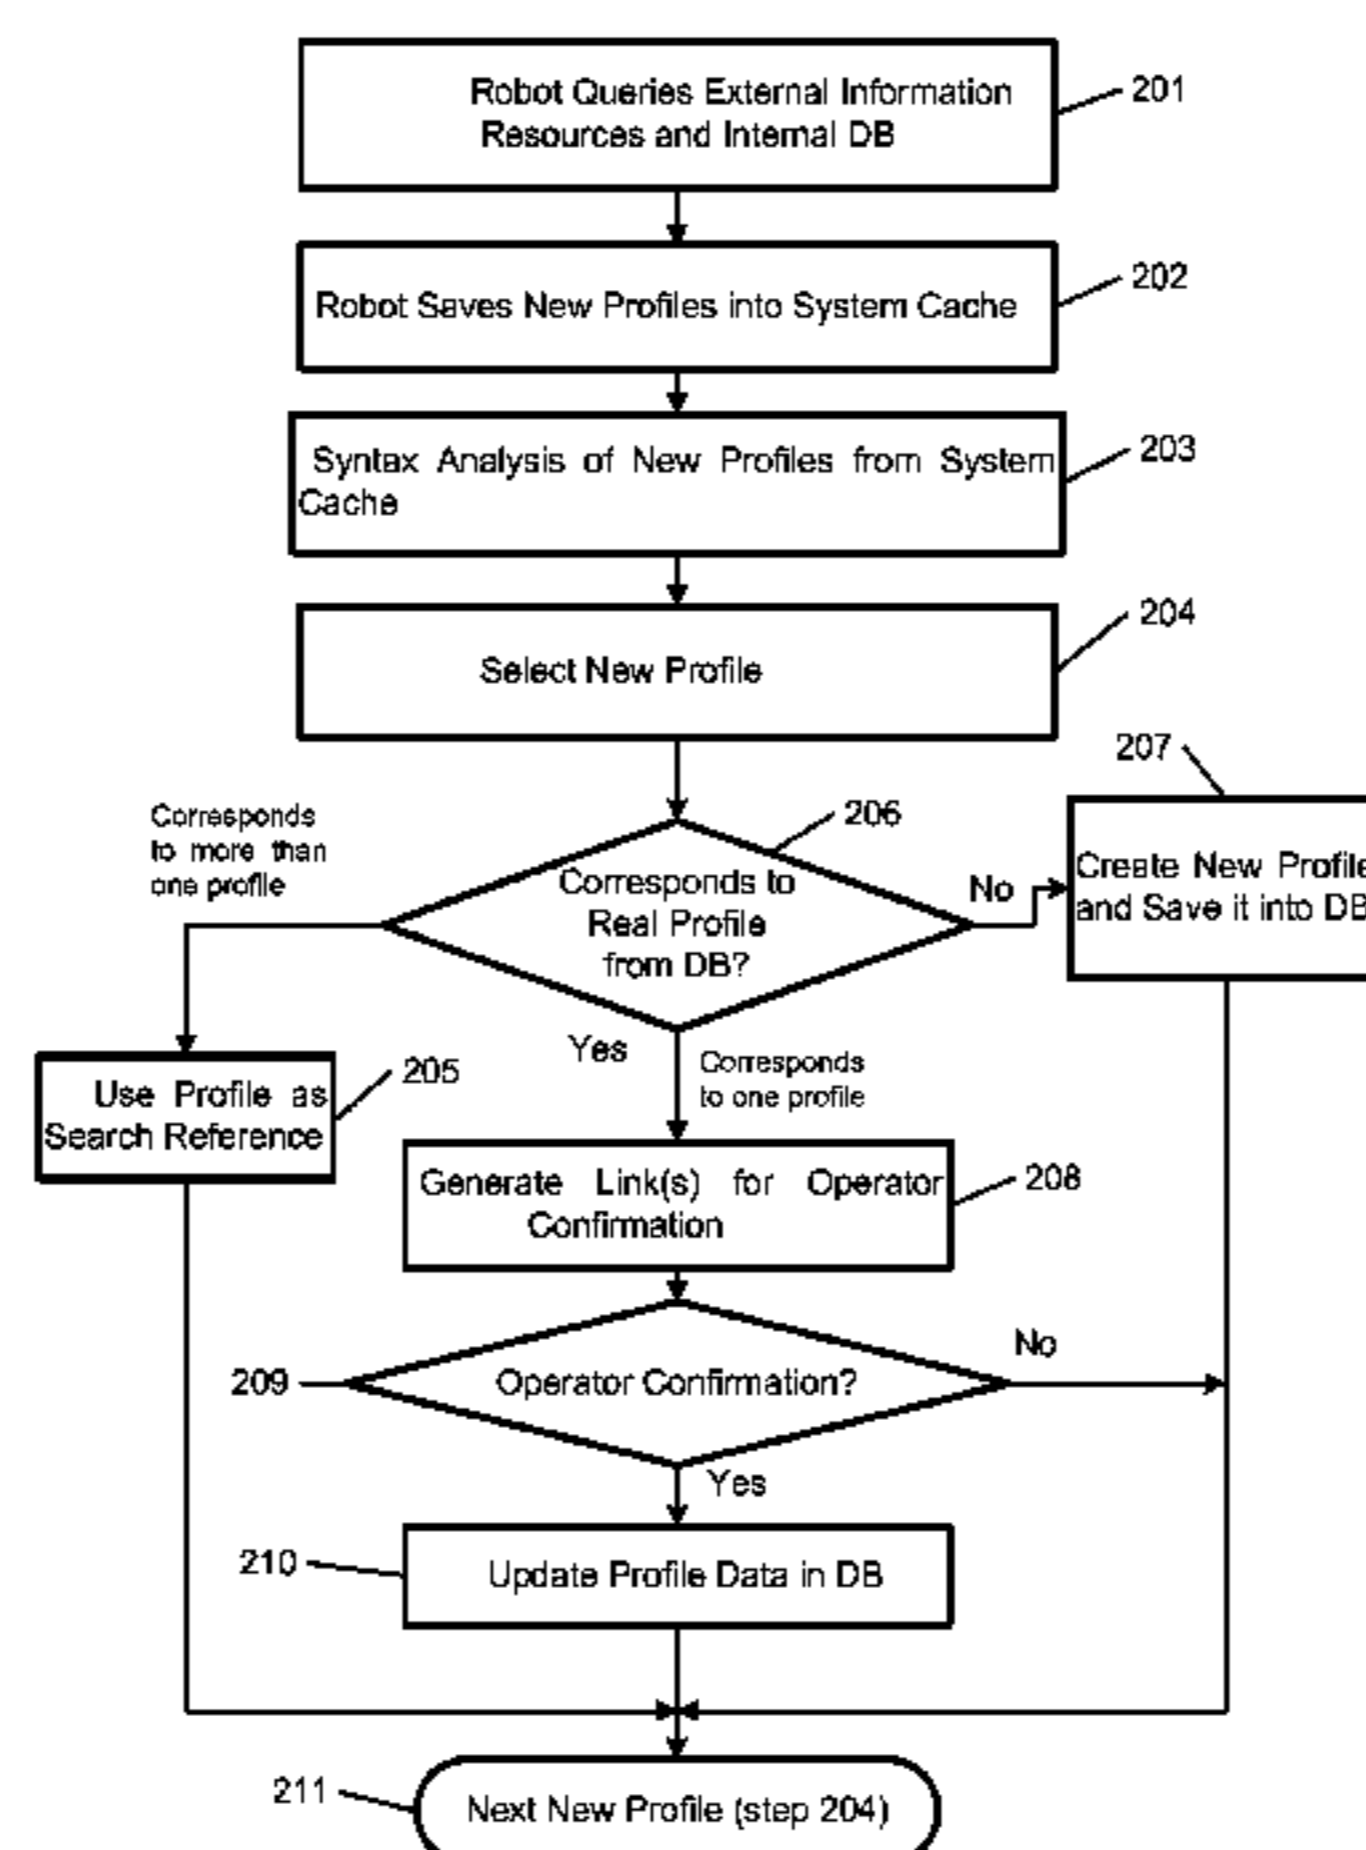 Robot Queries External Information
Resources and Internal DB
201
Robot Saves New Profiles into System Cache
202
Syntax Analysis of New Profiles from System
Cache
203
Select New Profile
204
207
Create New Profile
and Save it into DB
Corresponds
to more than
one profile
206
Corresponds to
Real Profile
from DB?
No
Yes
Corresponds
to one profile
Use Profile as
Search Reference
205
Generate Link(s) for Operator
Confirmation
208
209
Operator Confirmation?
No
Yes
210
Update Profile Data in DB
211
Next New Profile (step 204)